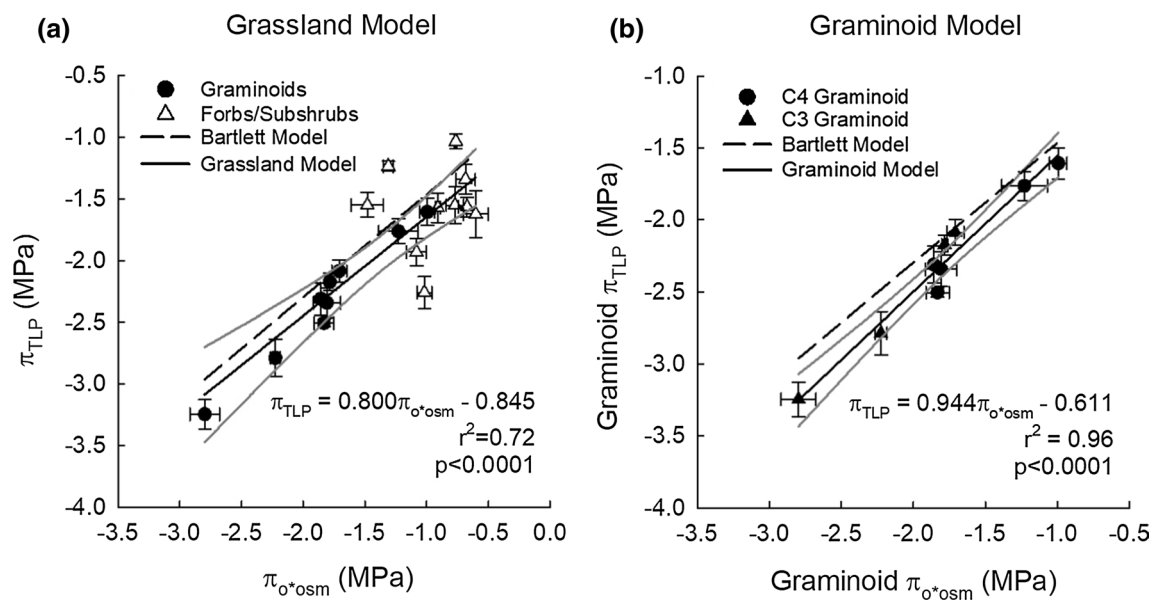 (a) Grassland Model
Graminoids
Forbs/Subshrubs
Bartlett Model
Grassland Model
-0.5
-1.0
-1.5
-2.0
-2.5
-3.0
-3.5
-4.0
πTLP (MPa)
πTLP = 0.800πo*osm - 0.845
r²=0.72
p<0.0001
-3.5 -3.0 -2.5 -2.0 -1.5 -1.0 -0.5 0.0
πo*osm (MPa)
(b) Graminoid Model
C4 Graminoid
C3 Graminoid
Bartlett Model
Graminoid Model
-1.0
-1.5
-2.0
-2.5
-3.0
-3.5
-4.0
Graminoid πTLP (MPa)
πTLP = 0.944πo*osm - 0.611
r² = 0.96
p<0.0001
-3.5 -3.0 -2.5 -2.0 -1.5 -1.0 -0.5
Graminoid πo*osm (MPa)